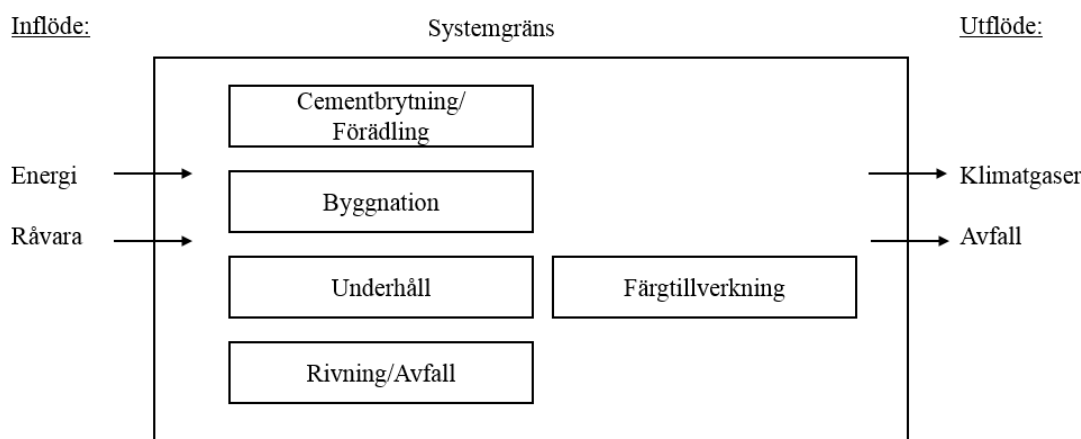 Inflöde:
Systemgräns
Utflöde:
Cementbrytning/
Förädling
Energi
Byggnation
Klimatgaser
Råvara
Avfall
Underhåll
Färgtillverkning
Rivning/Avfall